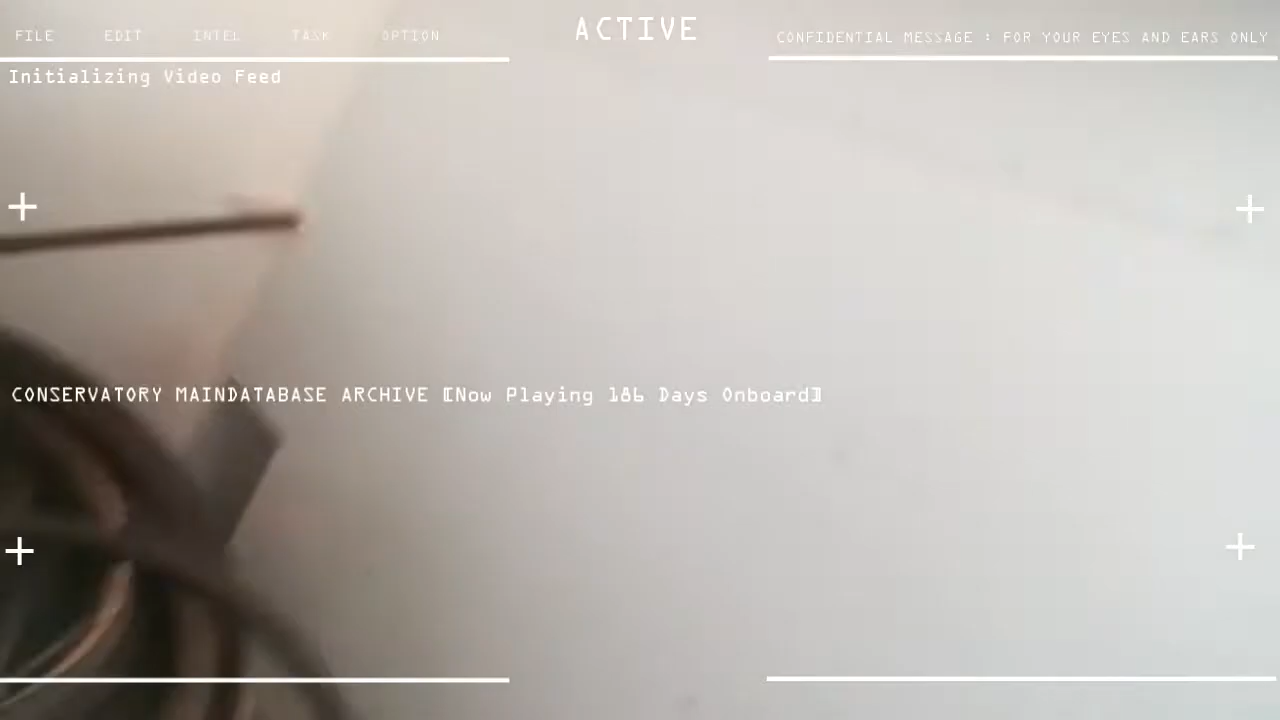 FILE EDIT INTEL TASK OPTION
ACTIVE
CONFIDENTIAL MESSAGE : FOR YOUR EYES AND EARS ONLY
Initializing Video Feed
CONSERVATORY MAINDATABASE ARCHIVE [Now Playing 186 Days Onboard]